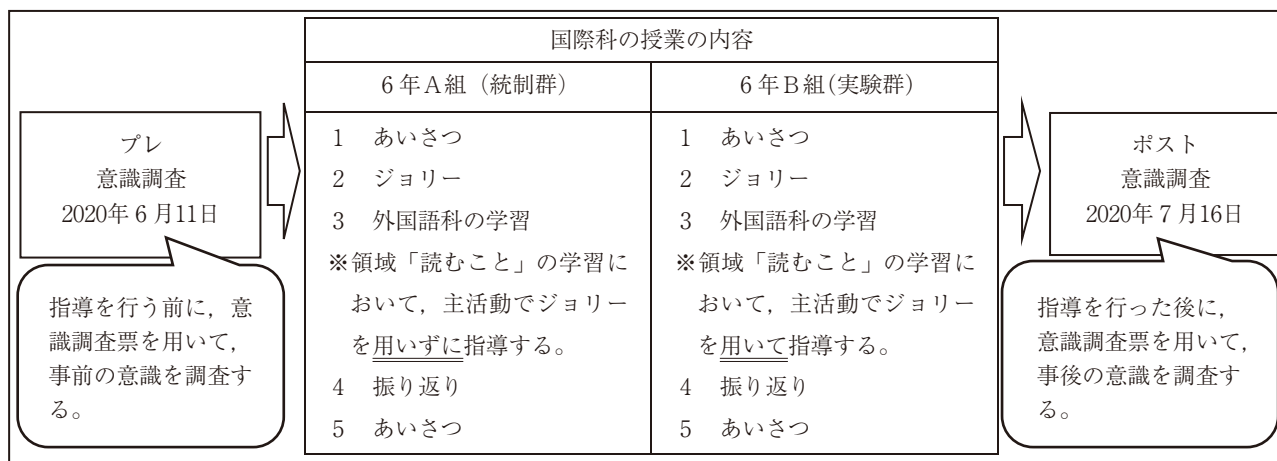 国際科の授業の内容
6年A組（統制群）
6年B組(実験群)
プレ
意識調査
2020年6月11日
指導を行う前に，意
識調査票を用いて，
事前の意識を調査す
る。
1 あいさつ
2 ジョリー
3 外国語科の学習
※領域「読むこと」の学習に
おいて，主活動でジョリー
を用いずに指導する。
4 振り返り
5 あいさつ
1 あいさつ
2 ジョリー
3 外国語科の学習
※領域「読むこと」の学習に
おいて，主活動でジョリー
を用いて指導する。
4 振り返り
5 あいさつ
ポスト
意識調査
2020年7月16日
指導を行った後に，
意識調査票を用いて，
事後の意識を調査す
る。